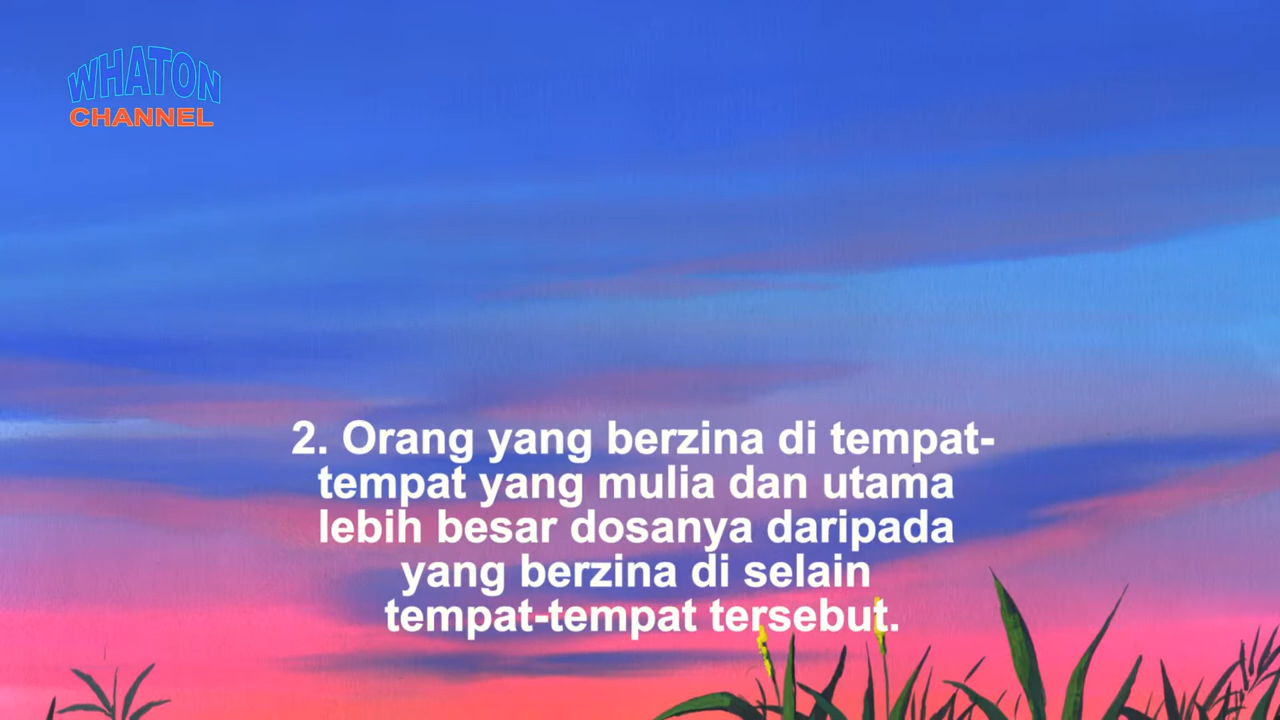 WHATON
CHANNEL
2. Orang yang berzina di tempat-
tempat yang mulia dan utama
lebih besar dosanya daripada
yang berzina di selain
tempat-tempat tersebut.